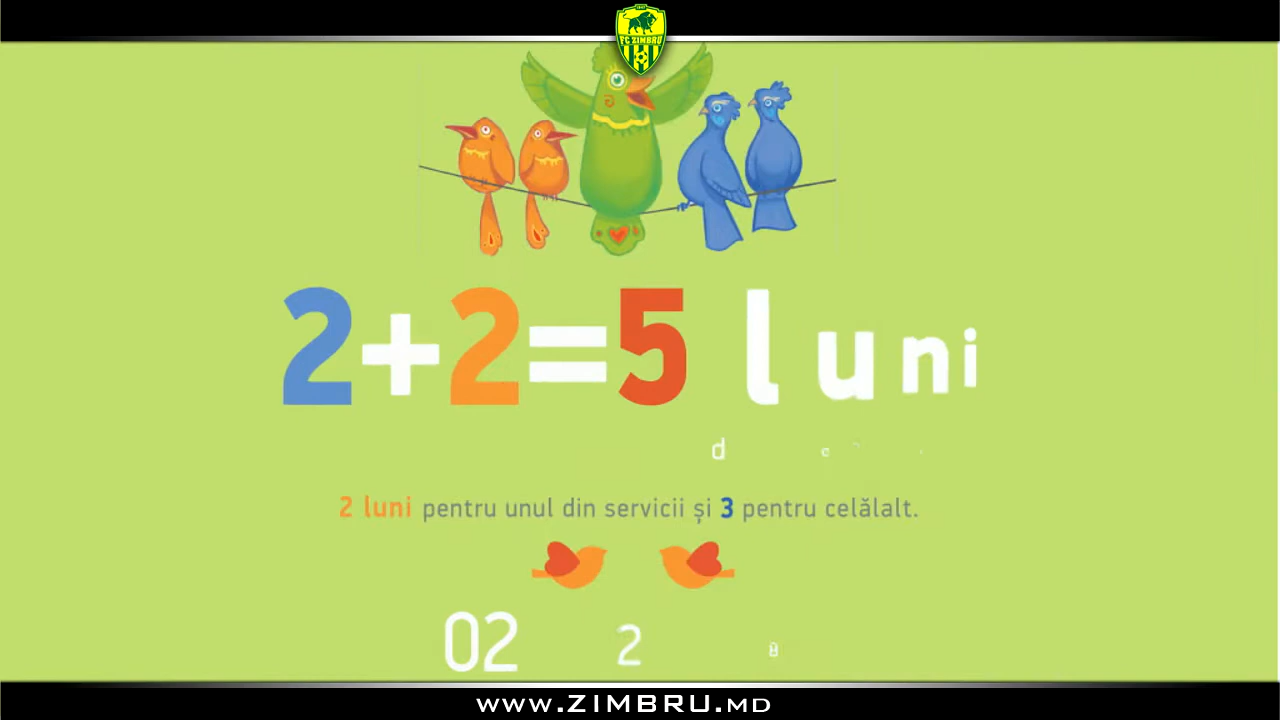 FC ZIMBRU
2+2=5 luni
d
2 luni pentru unul din servicii și 3 pentru celălalt.
02 2
www.ZIMBRU.MD